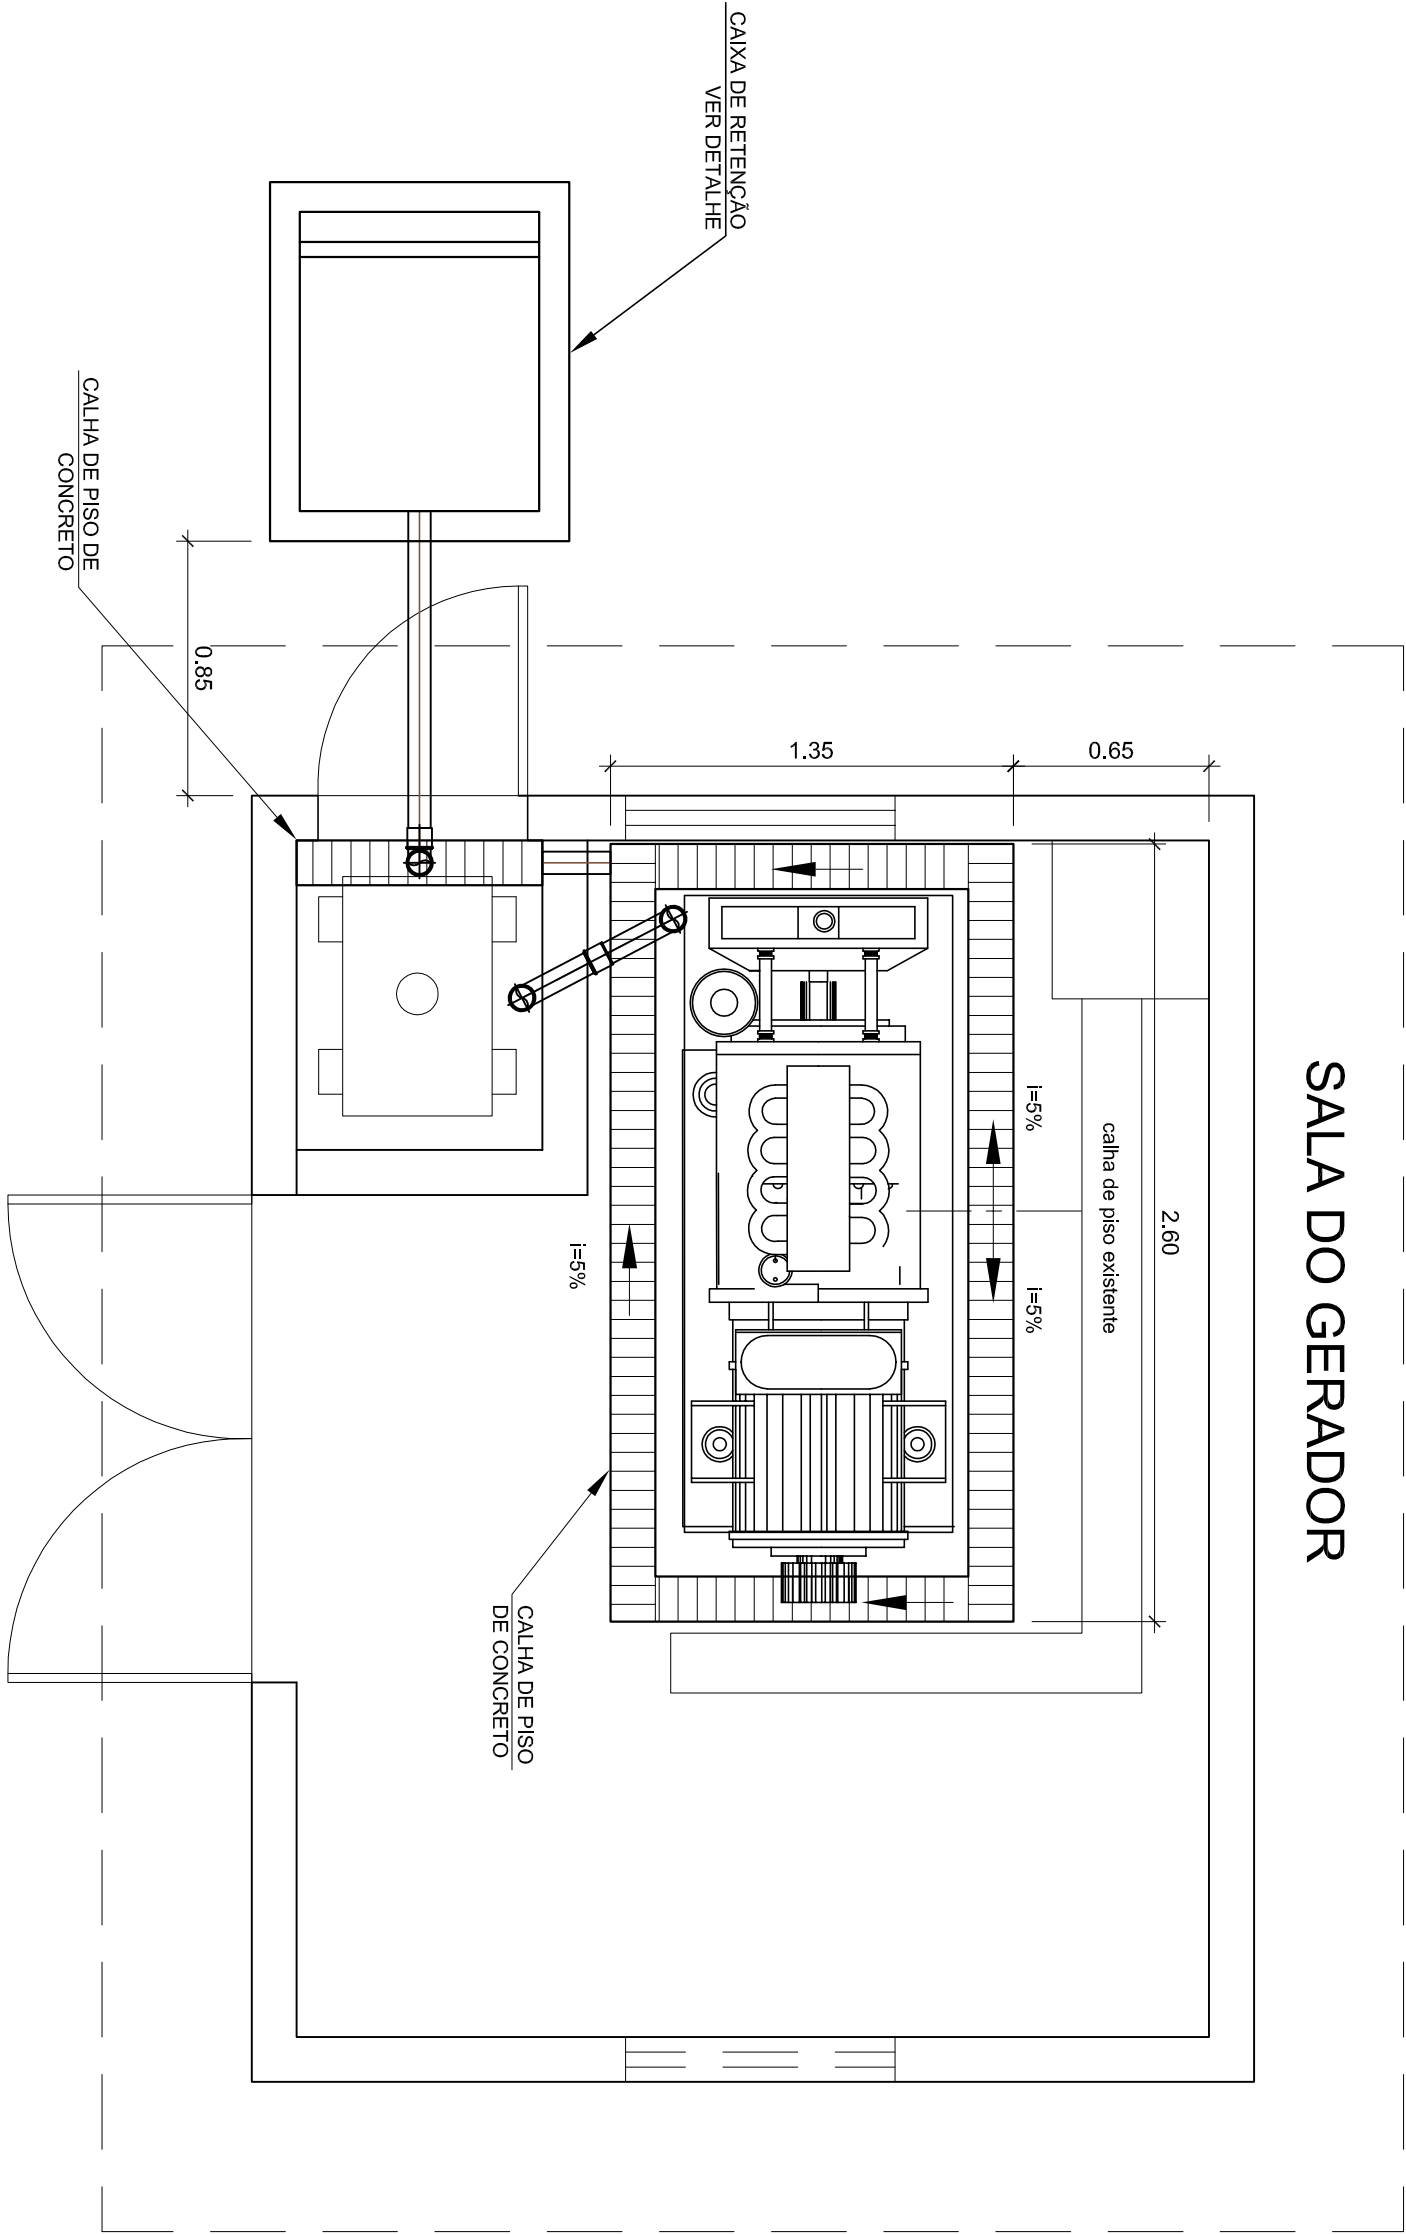 SALA DO GERADOR
CAIXA DE RETENÇÃO
VER DETALHE
CALHA DE PISO DE
CONCRETO
0.85
1.35
0.65
2.60
calha de piso existente
i=5%
i=5%
i=5%
CALHA DE PISO
DE CONCRETO